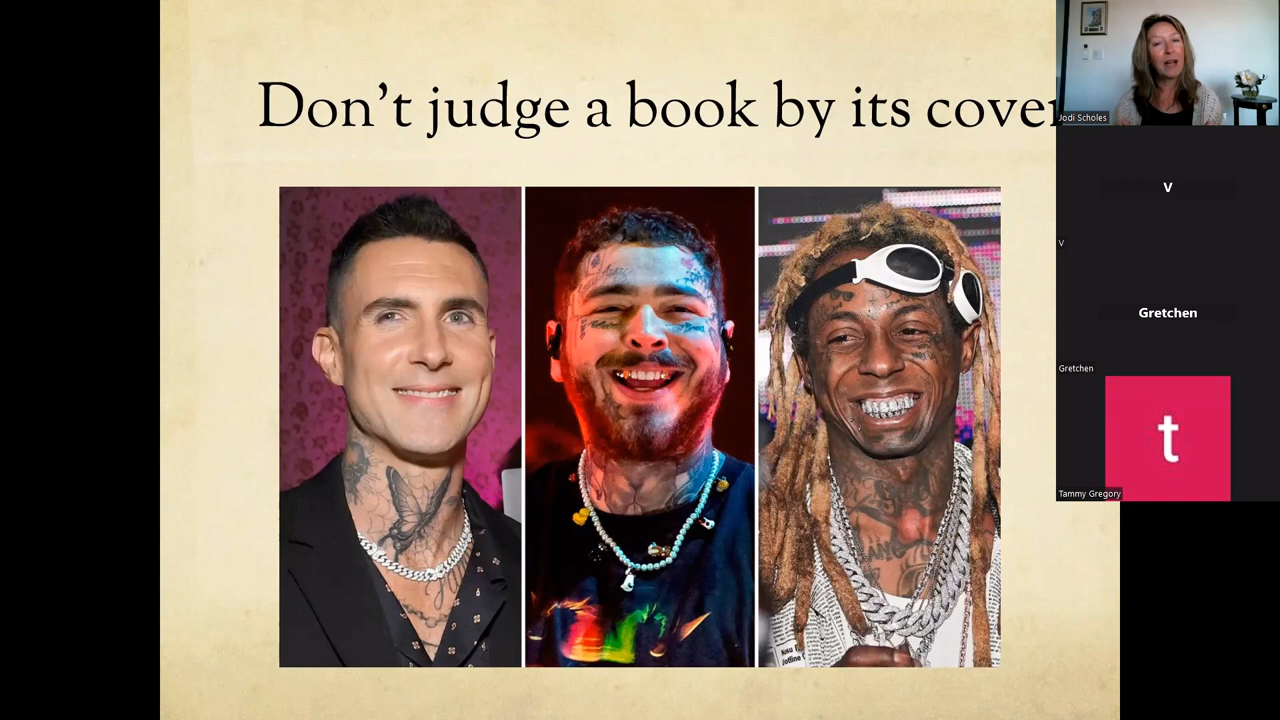 Don't judge a book by its cover
Jodi Scholes
V
V
Gretchen
Gretchen
t
Tammy Gregory